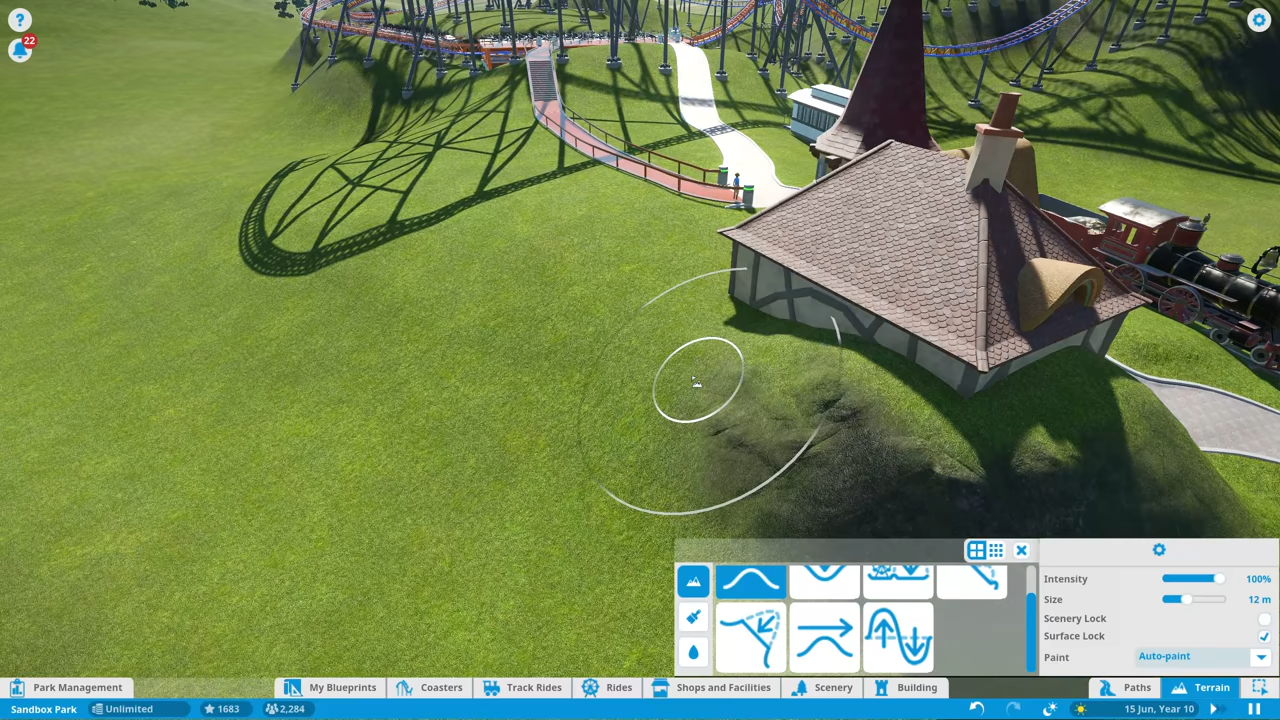 ?
22
Intensity 100%
Size 12 m
Scenery Lock
Surface Lock
Paint Auto-paint
Park Management My Blueprints Coasters Track Rides Rides Shops and Facilities Scenery Building Paths Terrain
Sandbox Park Unlimited 1683 2,284 15 Jun, Year 10